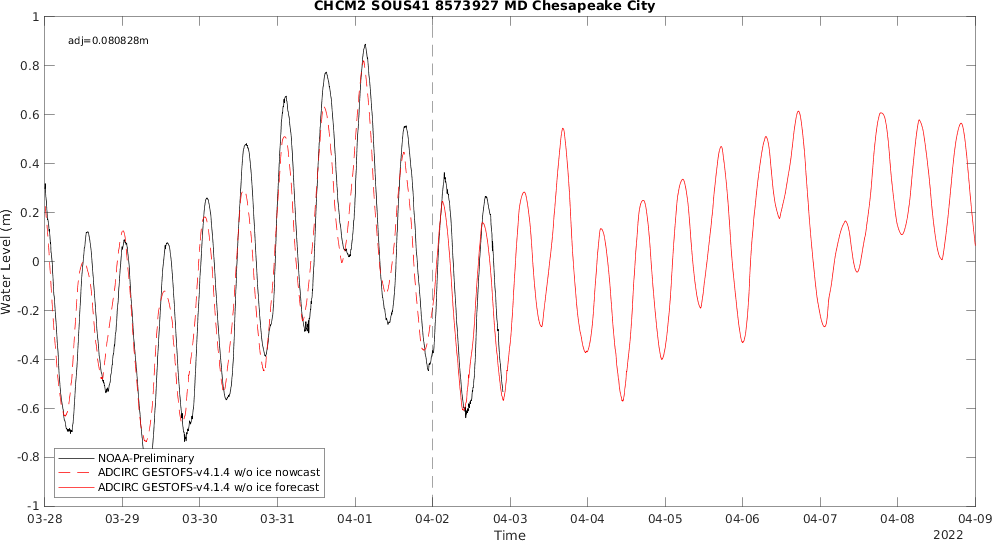 CHCM2 SOUS41 8573927 MD Chesapeake City
adj=0.080828m
1
0.8
0.6
0.4
0.2
0
-0.2
-0.4
-0.6
-0.8
-1
Water Level (m)
NOAA-Preliminary
ADCIRC GESTOFS-v4.1.4 w/o ice nowcast
ADCIRC GESTOFS-v4.1.4 w/o ice forecast
03-28 03-29 03-30 03-31 04-01 04-02 04-03 04-04 04-05 04-06 04-07 04-08 04-09
Time
2022